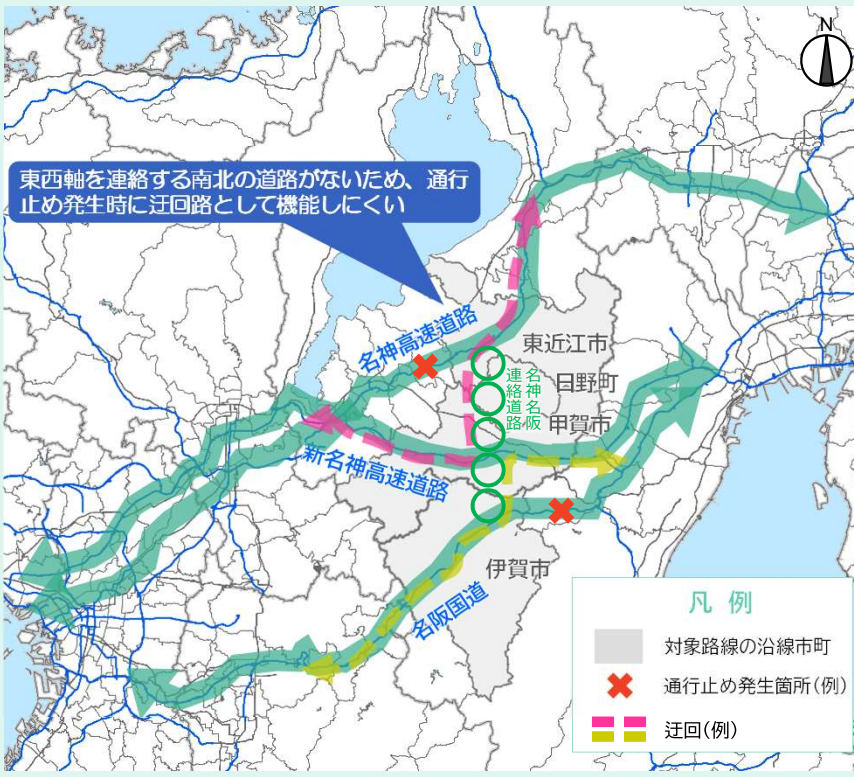 N
東西軸を連絡する南北の道路がないため、通行
止め発生時に迂回路として機能しにくい
名神高速道路
東近江市
日野町
甲賀市
名神名阪
連絡道路
新名神高速道路
伊賀市
名阪国道
凡 例
対象路線の沿線市町
通行止め発生箇所(例)
迂回(例)